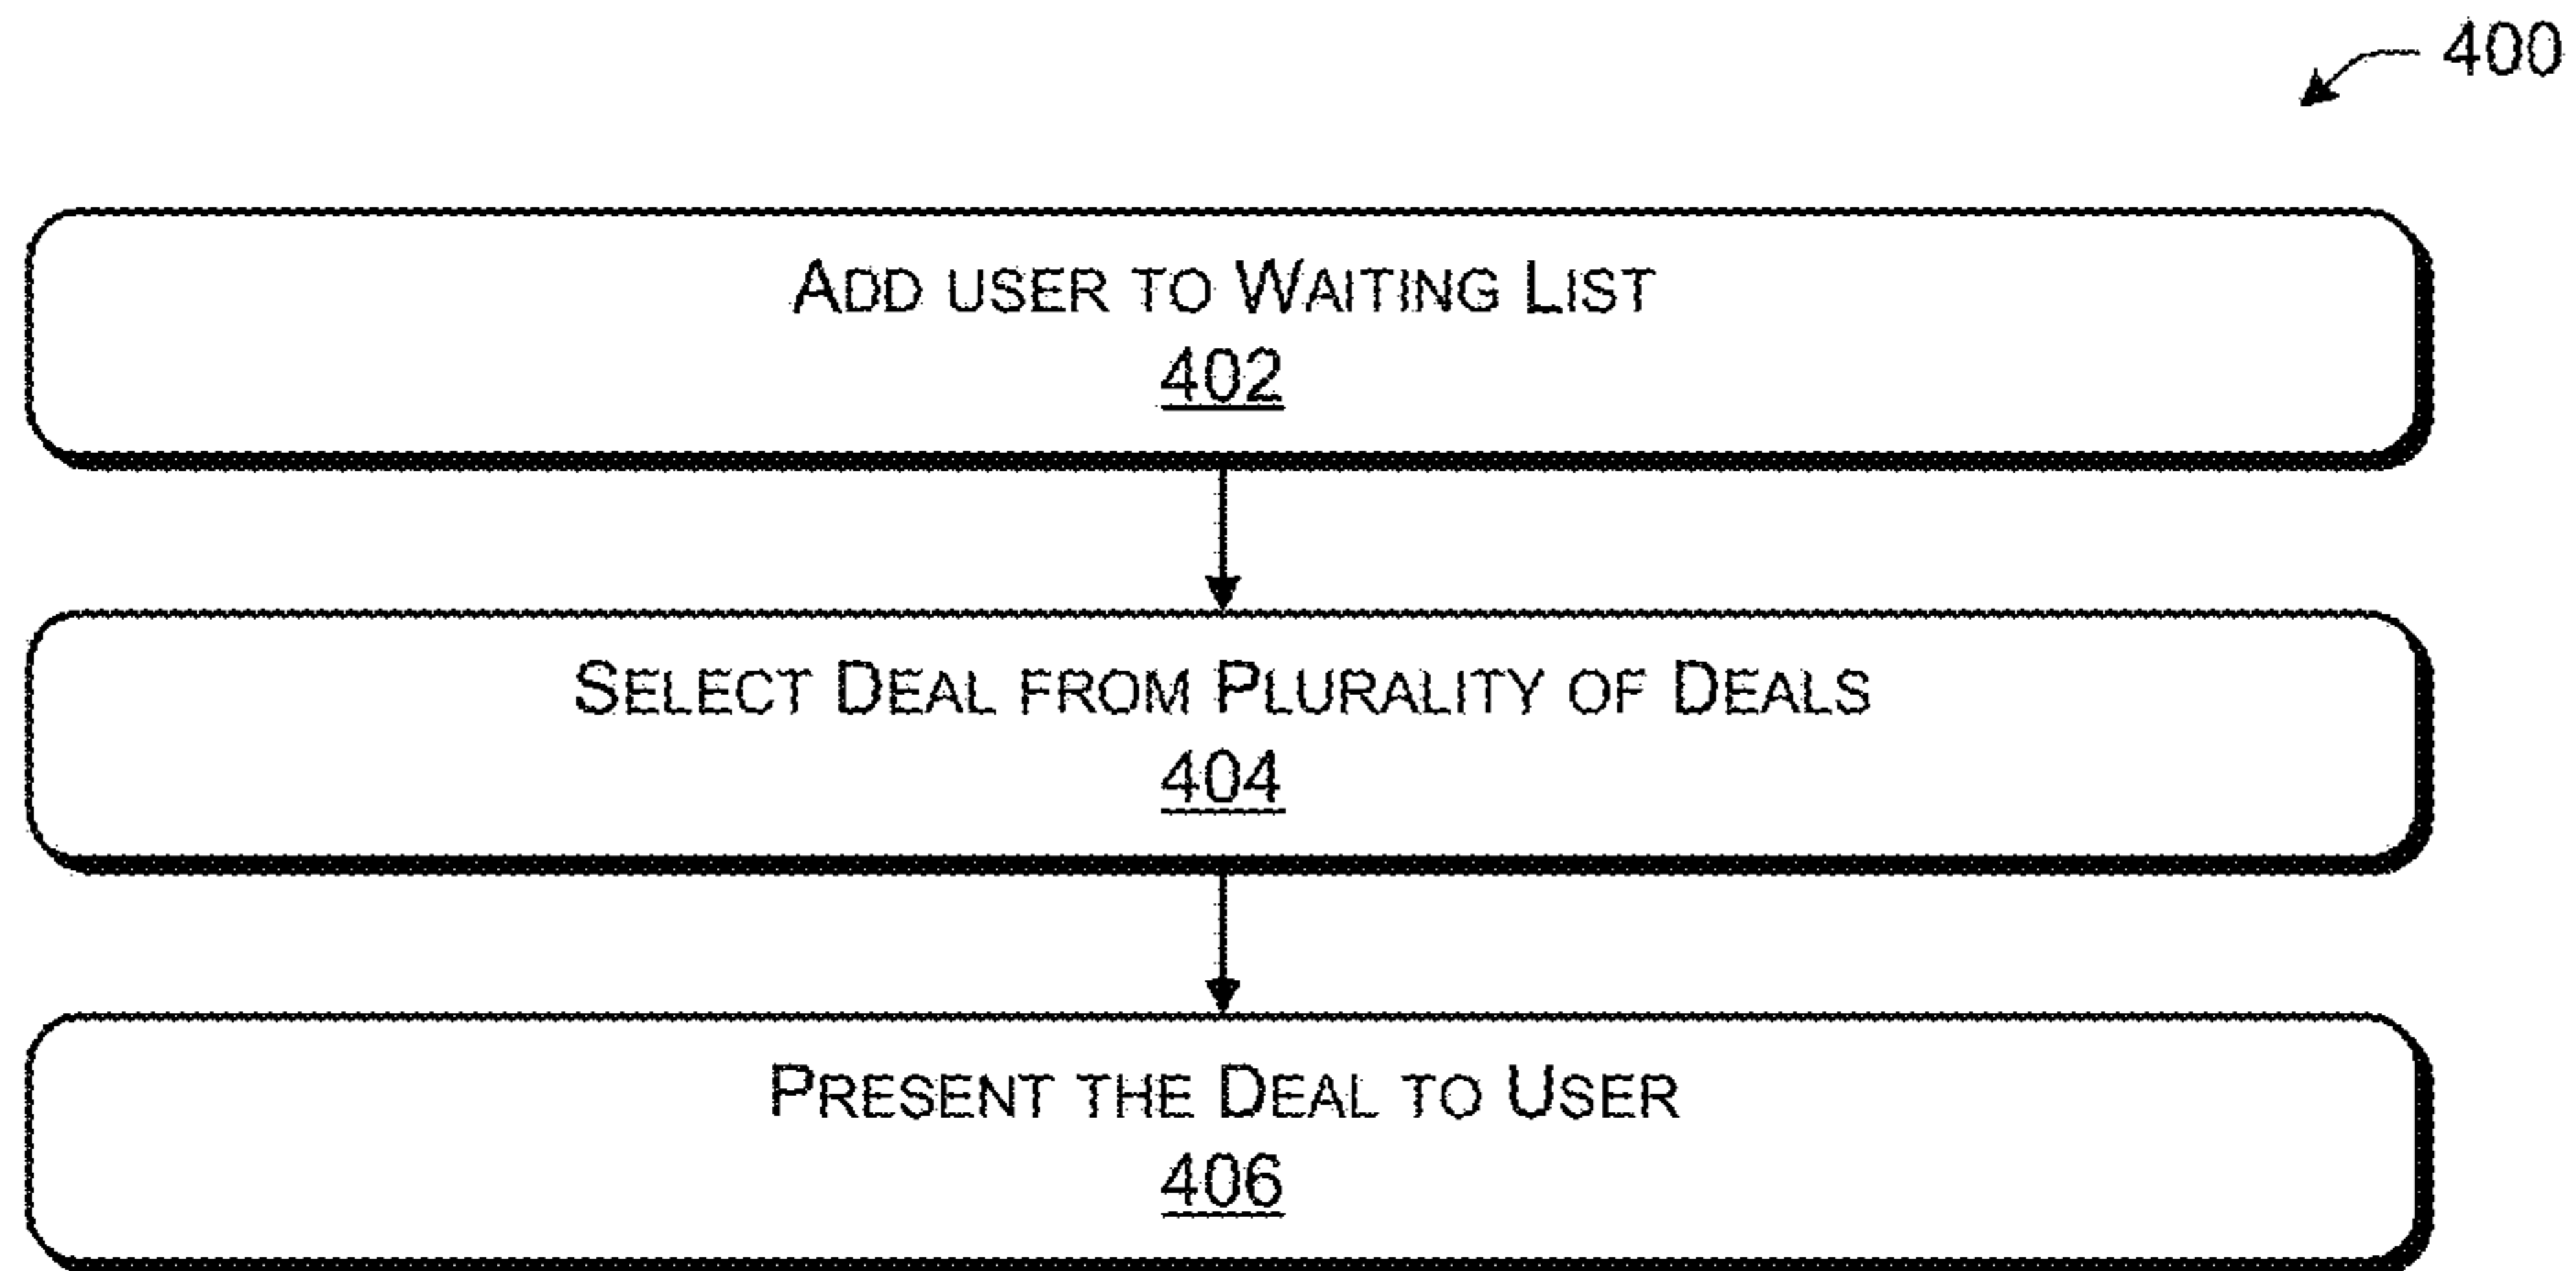 400
ADD USER TO WAITING LIST
402
SELECT DEAL FROM PLURALITY OF DEALS
404
PRESENT THE DEAL TO USER
406